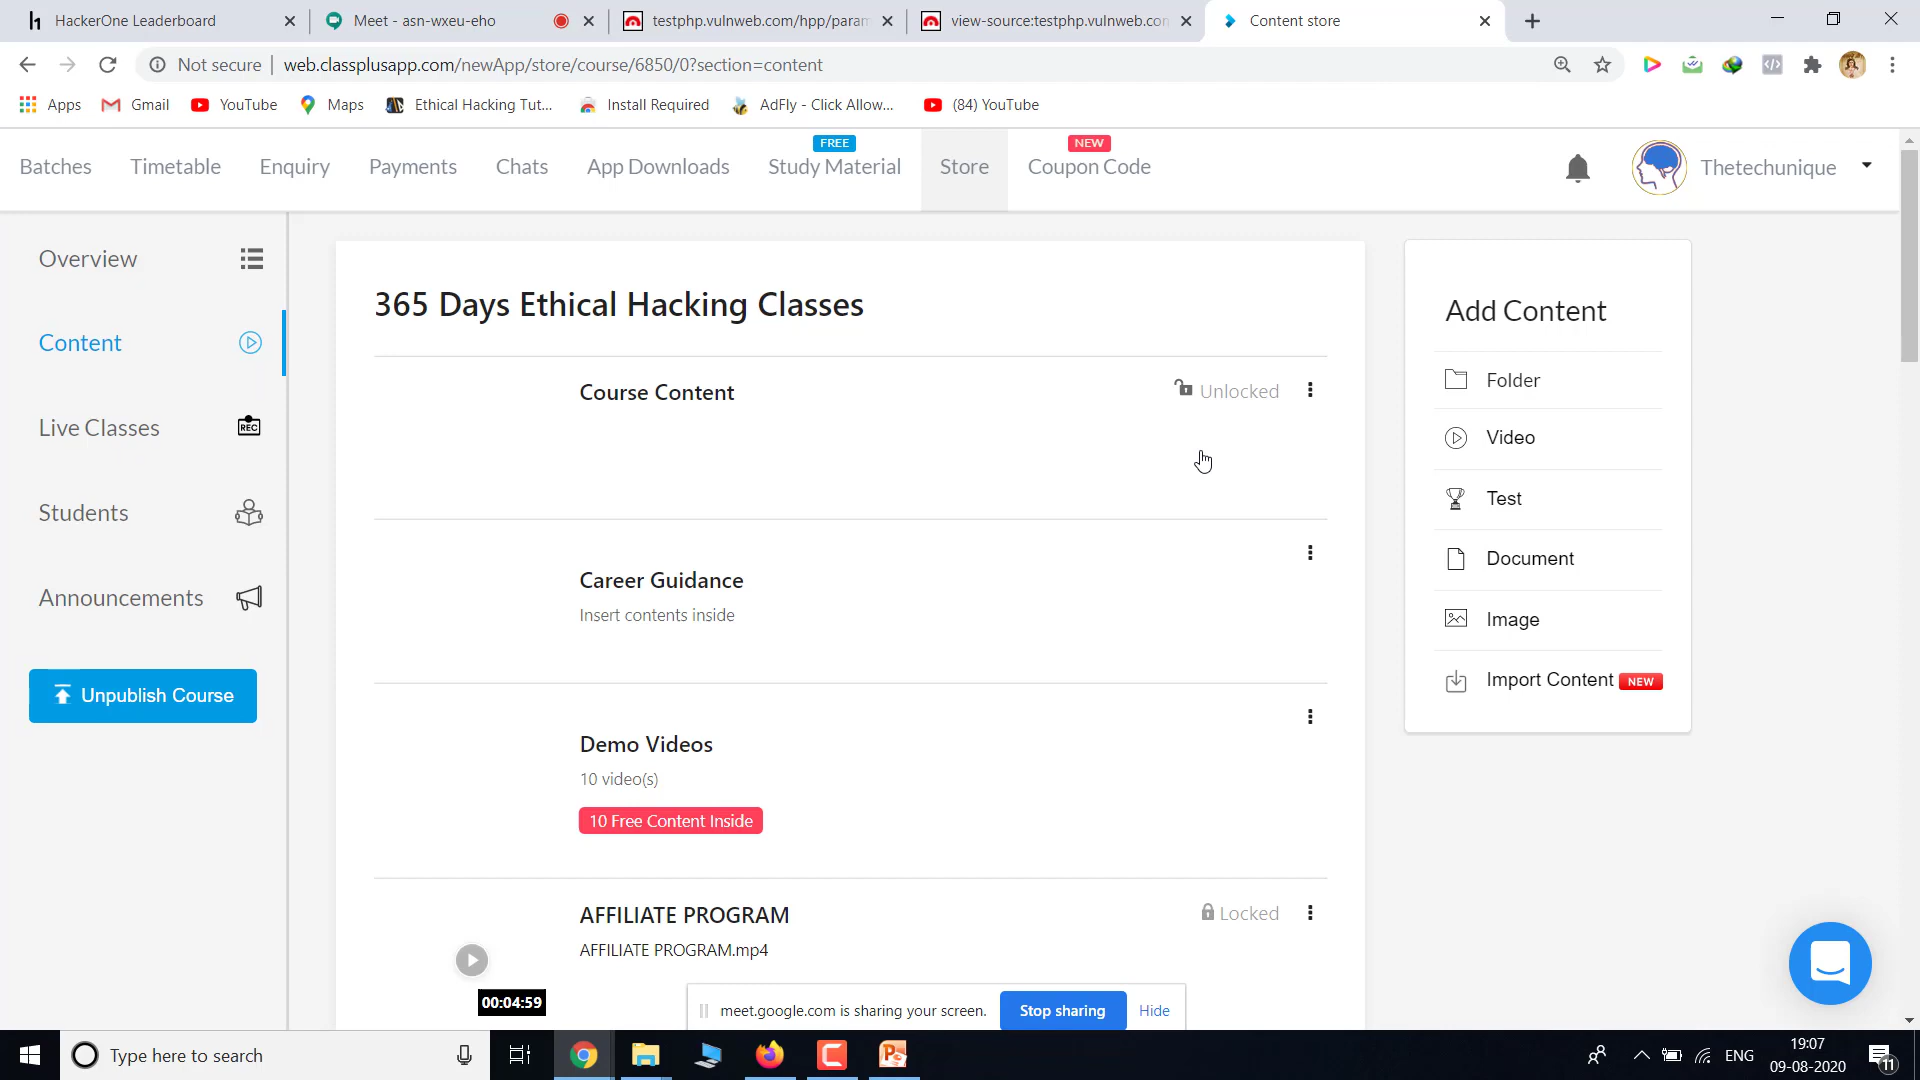 HackerOne Leaderboard
Meet - asn-wxeu-eho
testphp.vulnweb.com/hpp/param
view-source:testphp.vulnweb.con
Content store
Not secure
web.classplusapp.com/newApp/store/course/6850/0?section=content
Apps
Gmail
YouTube
Maps
Ethical Hacking Tut...
Install Required
AdFly - Click Allow...
(84) YouTube
Batches
Timetable
Enquiry
Payments
Chats
App Downloads
FREE
Study Material
Store
NEW
Coupon Code
Thetechunique
Overview
Content
Live Classes
REC
Students
Announcements
Unpublish Course
365 Days Ethical Hacking Classes
Course Content
Unlocked
Career Guidance
Insert contents inside
Demo Videos
10 video(s)
10 Free Content Inside
AFFILIATE PROGRAM
Locked
AFFILIATE PROGRAM.mp4
00:04:59
Add Content
Folder
Video
Test
Document
Image
Import Content NEW
meet.google.com is sharing your screen.
Stop sharing
Hide
Type here to search
ENG
19:07
09-08-2020
11